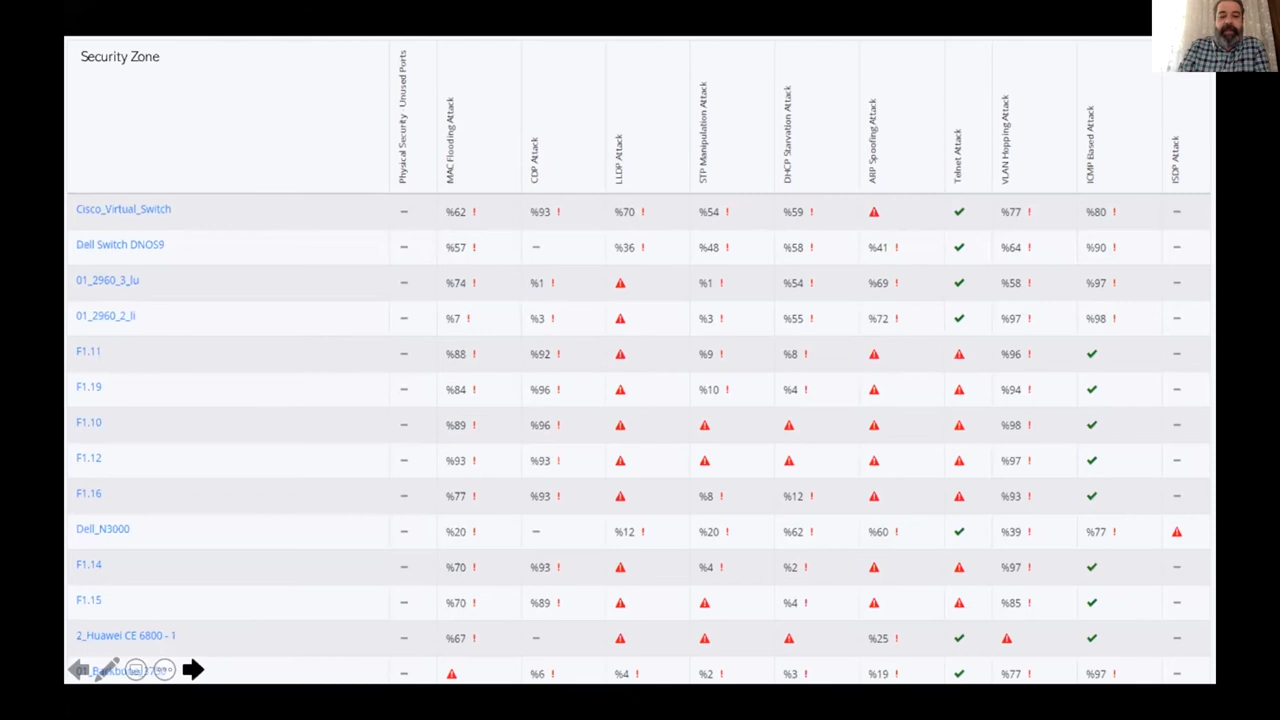 Security Zone
Physical Security - Unused Ports
MAC Flooding Attack
CDP Attack
LLDP Attack
STP Manipulation Attack
DHCP Starvation Attack
ARP Spoofing Attack
Telnet Attack
VLAN Hopping Attack
ICMP Based Attack
ISDP Attack
Cisco_Virtual_Switch – %62 ! %93 ! %70 ! %54 ! %59 ! %77 ! %80 ! –
Dell Switch DNOS9 – %57 ! – %36 ! %48 ! %58 ! %41 ! %64 ! %90 ! –
01_2960_3_lu – %74 ! %1 ! %1 ! %54 ! %69 ! %58 ! %97 ! –
01_2960_2_li – %7 ! %3 ! %3 ! %55 ! %72 ! %97 ! %98 ! –
F1.11 – %88 ! %92 ! %9 ! %8 ! %96 ! –
F1.19 – %84 ! %96 ! %10 ! %4 ! %94 ! –
F1.10 – %89 ! %96 ! %98 ! –
F1.12 – %93 ! %93 ! %97 ! –
F1.16 – %77 ! %93 ! %8 ! %12 ! %93 ! –
Dell_N3000 – %20 ! – %12 ! %20 ! %62 ! %60 ! %39 ! %77 !
F1.14 – %70 ! %93 ! %4 ! %2 ! %97 ! –
F1.15 – %70 ! %89 ! %4 ! %85 ! –
2_Huawei CE 6800 - 1 – %67 ! – %25 ! –
– %6 ! %4 ! %2 ! %3 ! %19 ! %77 ! %97 ! –